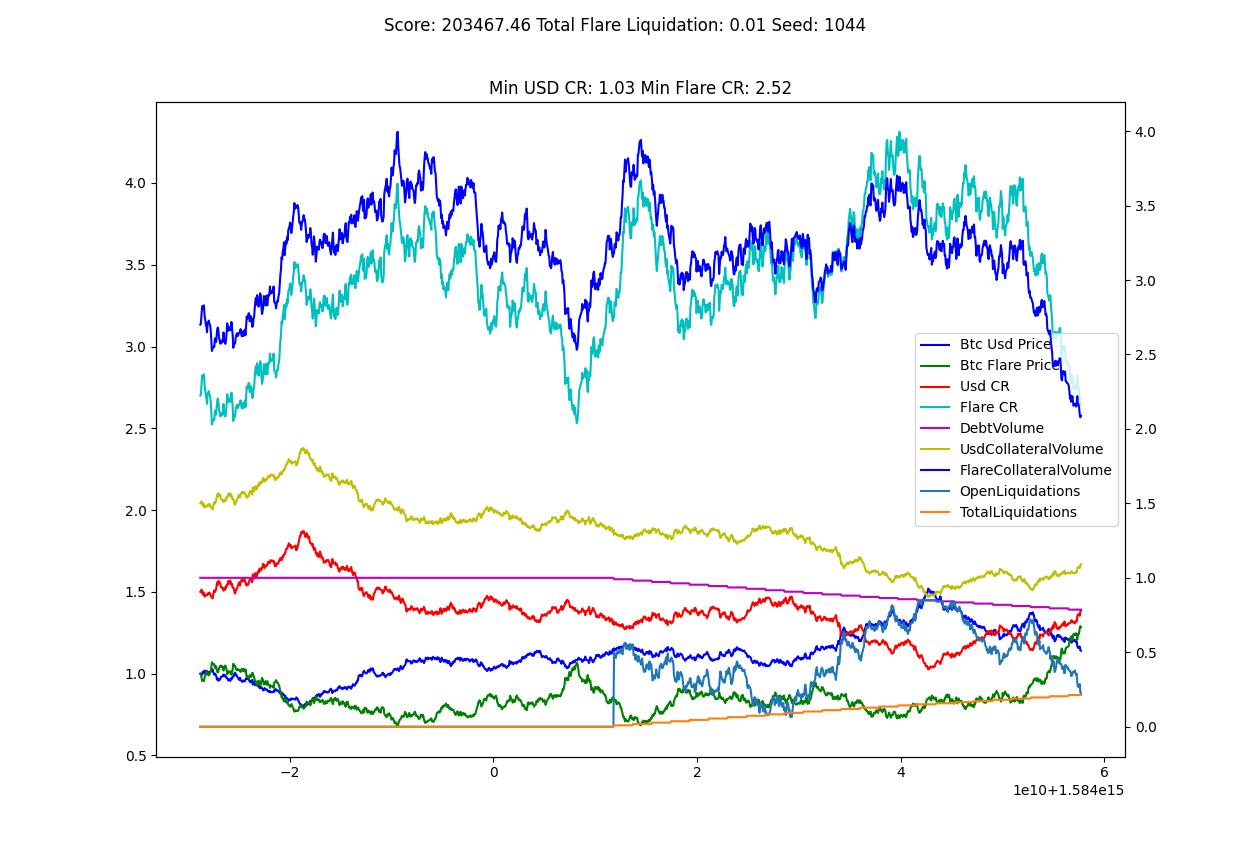 Score: 203467.46 Total Flare Liquidation: 0.01 Seed: 1044
Min USD CR: 1.03 Min Flare CR: 2.52
4.0
3.5
3.0
2.5
2.0
1.5
1.0
0.5
4.0
3.5
3.0
2.5
2.0
1.5
1.0
0.5
0.0
Btc Usd Price
Btc Flare Price
Usd CR
Flare CR
DebtVolume
UsdCollateralVolume
FlareCollateralVolume
OpenLiquidations
TotalLiquidations
−2 0 2 4 6
1e10+1.584e15